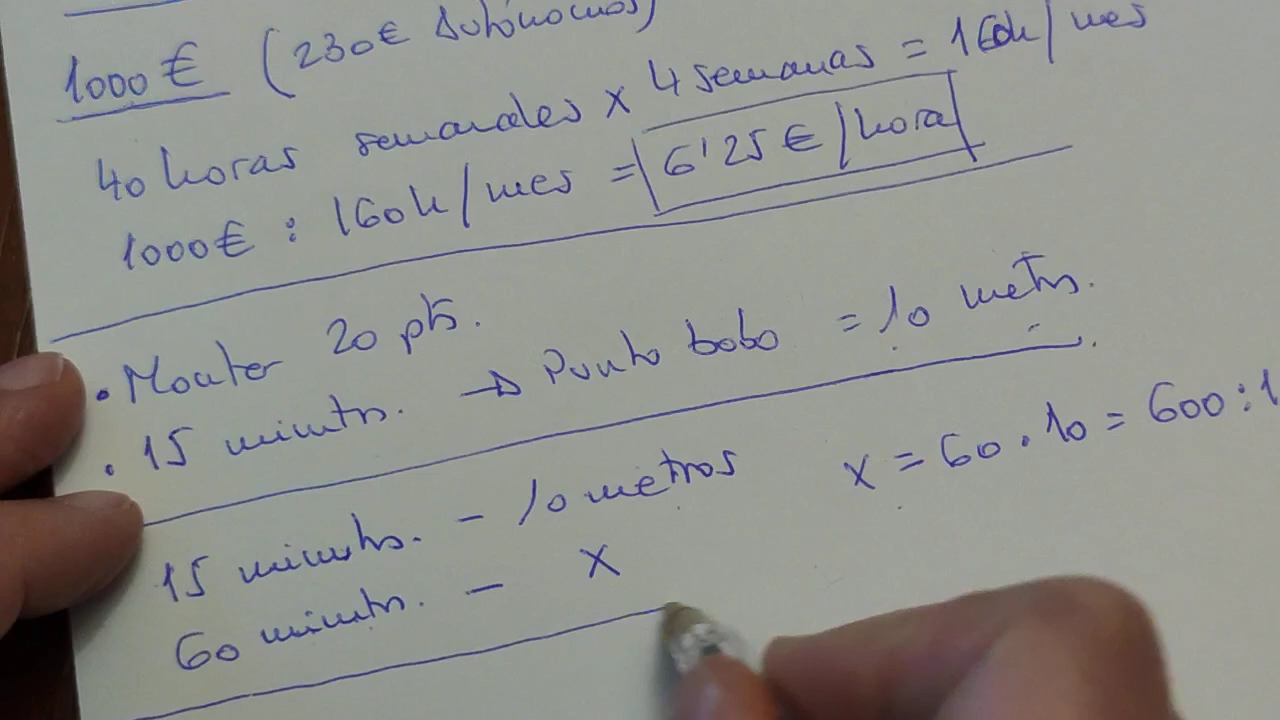 1000 € (230€ Autónomos)
40 horas semanales x 4 semanas = 160h/mes
1000€ : 160h/mes = 6'25 €/hora
• Montar 20 pts.
• 15 minutos. → Punto bobo = 10 metros.
15 minutos. - 10 metros
x = 60 . 10 = 600 : 1
60 minutos. - X